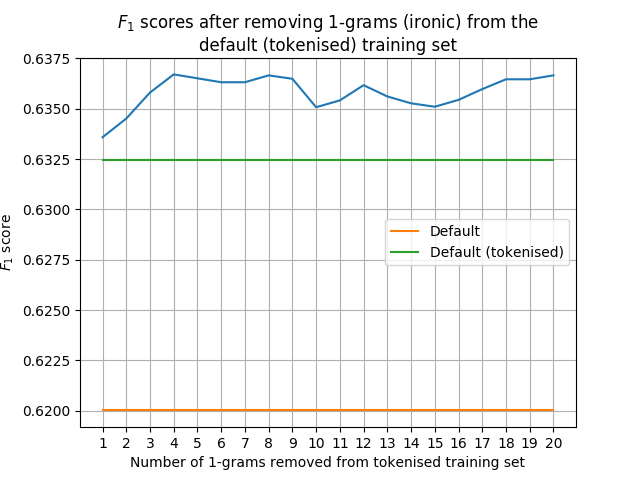 F₁ scores after removing 1-grams (ironic) from the
default (tokenised) training set
0.6375
0.6350
0.6325
0.6300
0.6275
0.6250
0.6225
0.6200
F₁ score
Default
Default (tokenised)
1 2 3 4 5 6 7 8 9 10 11 12 13 14 15 16 17 18 19 20
Number of 1-grams removed from tokenised training set